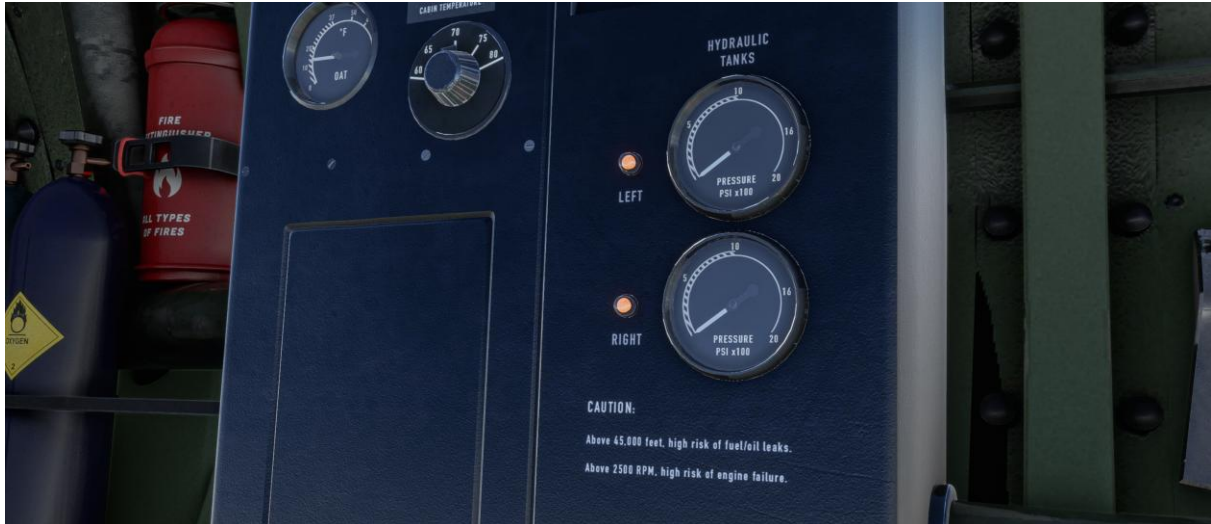 CABIN TEMPERATURE
°F
OAT
60
65
70
75
80
FIRE
EXTINGUISHER
ALL TYPES
OF FIRES
OXYGEN
2
HYDRAULIC
TANKS
LEFT
5
10
16
20
PRESSURE
PSI x100
RIGHT
5
10
16
20
PRESSURE
PSI x100
CAUTION:
Above 45,000 feet, high risk of fuel/oil leaks.
Above 2500 RPM, high risk of engine failure.